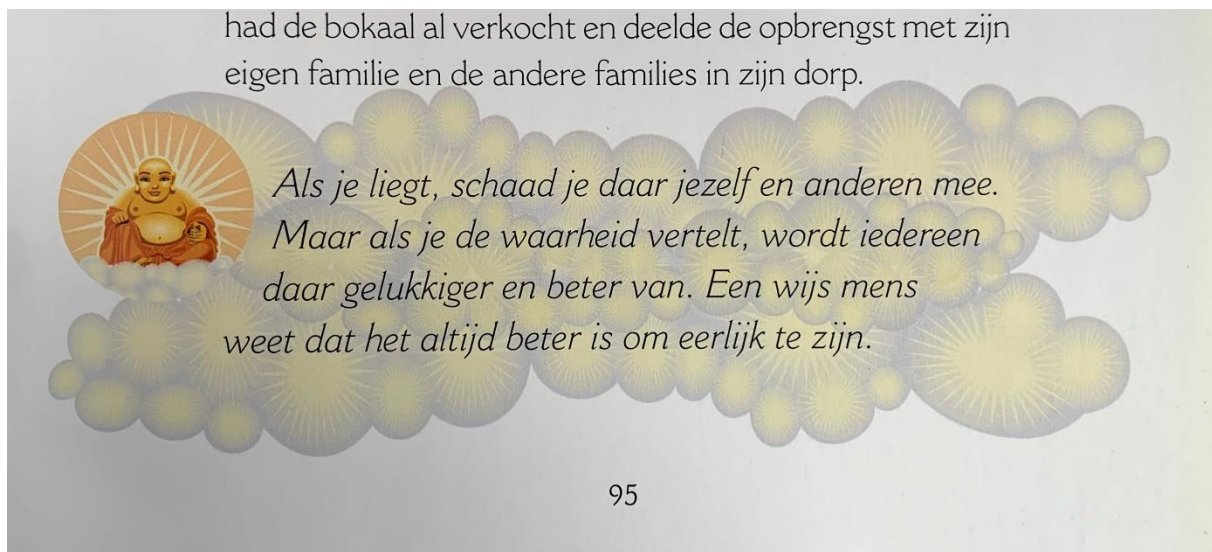 had de bokaal al verkocht en deelde de opbrengst met zijn
eigen familie en de andere families in zijn dorp.
Als je liegt, schaad je daar jezelf en anderen mee.
Maar als je de waarheid vertelt, wordt iedereen
daar gelukkiger en beter van. Een wijs mens
weet dat het altijd beter is om eerlijk te zijn.
95